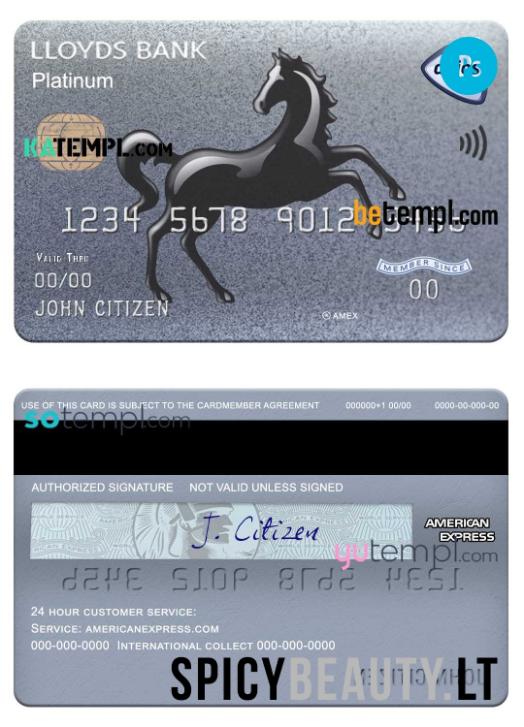 LLOYDS BANK
Platinum
Ps
KATEMPL.COM
1234 5678 9012 3456
betempl.com
VALID THRU
00/00
MEMBER SINCE
00
JOHN CITIZEN
AMEX
USE OF THIS CARD IS SUBJECT TO THE CARDMEMBER AGREEMENT 000000+1 00/00 0000-00-000-00
sotempl.com
AUTHORIZED SIGNATURE NOT VALID UNLESS SIGNED
J. Citizen
AMERICAN EXPRESS
yutempl.com
24 HOUR CUSTOMER SERVICE:
SERVICE: AMERICANEXPRESS.COM
000-000-0000 INTERNATIONAL COLLECT 000-000-0000
SPICYBEAUTY.LT